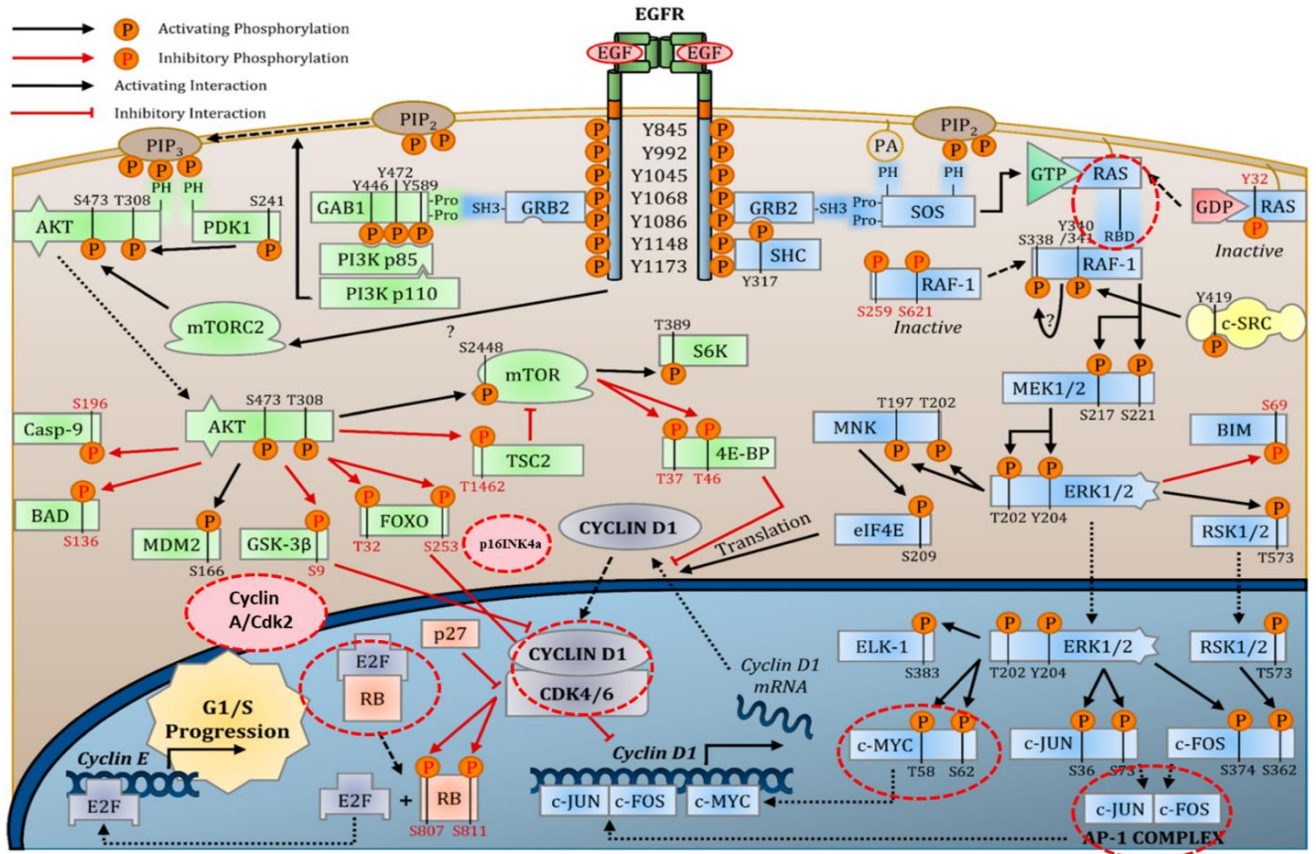 EGFR
P Activating Phosphorylation
P Inhibitory Phosphorylation
Activating Interaction
Inhibitory Interaction
EGF EGF
PIP3
P P P
PH PH
PIP2
P P
PA
PH
PIP2
P P
PH
P Y845 P
P Y992 P
P Y1045 P
P Y1068 P
P Y1086 P
P Y1148 P
P Y1173 P
S473 T308
AKT
P P
S241
PDK1
P
Y472
Y446 Y589
GAB1
P P P
-Pro
-Pro
SH3- GRB2
PI3K p85
PI3K p110
GRB2 -SH3
P
SHC
Y317
Pro
Pro
SOS
GTP RAS
RBD
Y32
GDP RAS
P
Inactive
S338 Y340
/341
RAF-1
P P
?
P P
RAF-1
S259 S621
Inactive
Y419
c-SRC
P
mTORC2
?
S2448
mTOR
P
T389
S6K
P
P P
MEK1/2
S217 S221
S196
Casp-9
P
S473 T308
AKT
P P
P
TSC2
T1462
P P
4E-BP
T37 T46
T197 T202
MNK
P P
S69
BIM
P
P P
ERK1/2
T202 Y204
P
BAD
S136
P
MDM2
S166
P
GSK-3β
S9
P P
FOXO
T32 S253
p16INK4a
CYCLIN D1
Translation
P
eIF4E
S209
P
RSK1/2
T573
Cyclin
A/Cdk2
p27
E2F
RB
CYCLIN D1
CDK4/6
Cyclin D1
mRNA
P
ELK-1
S383
P P
ERK1/2
T202 Y204
P
RSK1/2
T573
G1/S
Progression
Cyclin E
E2F
E2F
+
P P
RB
S807 S811
Cyclin D1
c-JUN c-FOS c-MYC
P P
c-MYC
T58 S62
P P
c-JUN
S36 S73
P P
c-FOS
S374 S362
c-JUN c-FOS
AP-1 COMPLEX